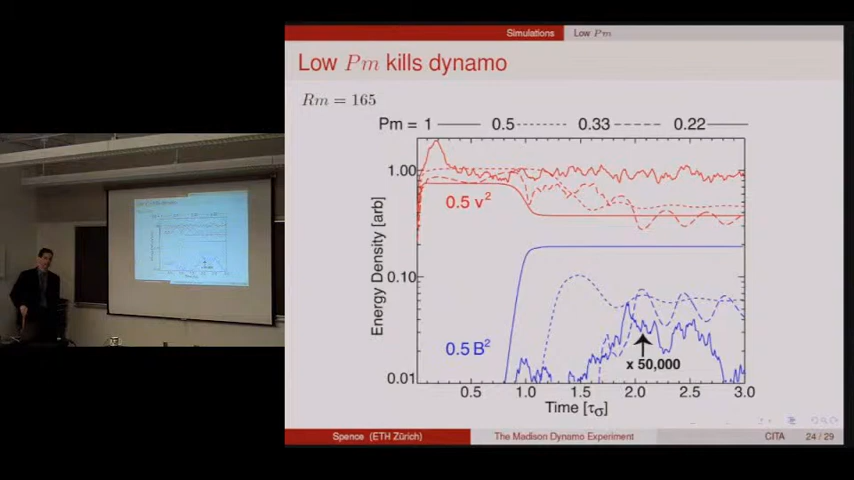 Simulations Low Pm
Low Pm kills dynamo
Rm = 165
Pm = 1 0.5 0.33 0.22
1.00
0.10
0.01
Energy Density [arb]
0.5 v²
0.5 B²
x 50,000
0.5 1.0 1.5 2.0 2.5 3.0
Time [τσ]
Spence (ETH Zürich) The Madison Dynamo Experiment CITA 24 / 29